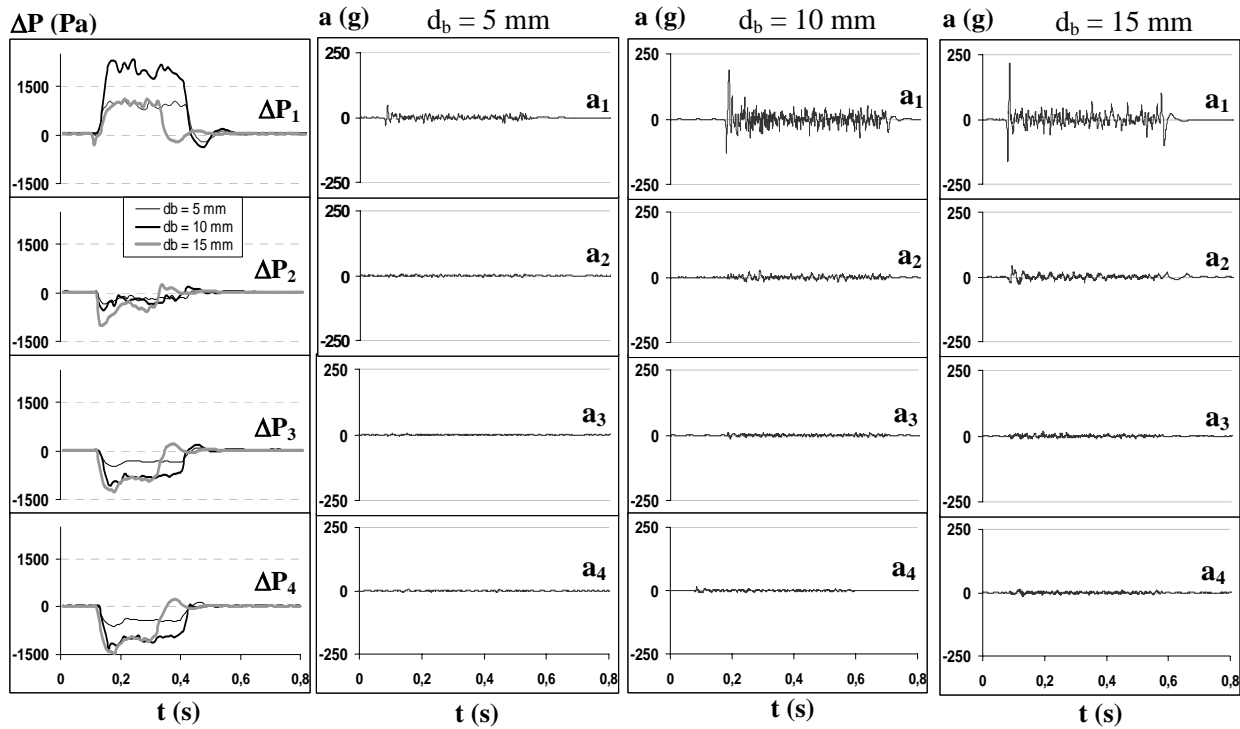 ΔP (Pa)
a (g) d_b = 5 mm
a (g) d_b = 10 mm
a (g) d_b = 15 mm
1500
0
-1500
ΔP₁
250
0
-250
a₁
250
0
-250
a₁
250
0
-250
a₁
db = 5 mm
db = 10 mm
db = 15 mm
1500
0
-1500
ΔP₂
250
0
-250
a₂
250
0
-250
a₂
250
0
-250
a₂
1500
0
-1500
ΔP₃
250
0
-250
a₃
250
0
-250
a₃
250
0
-250
a₃
1500
0
-1500
ΔP₄
250
0
-250
a₄
250
0
-250
a₄
250
0
-250
a₄
0 0,2 0,4 0,6 0,8
0 0,2 0,4 0,6 0,8
0 0,2 0,4 0,6 0,8
0 0,2 0,4 0,6 0,8
t (s)
t (s)
t (s)
t (s)